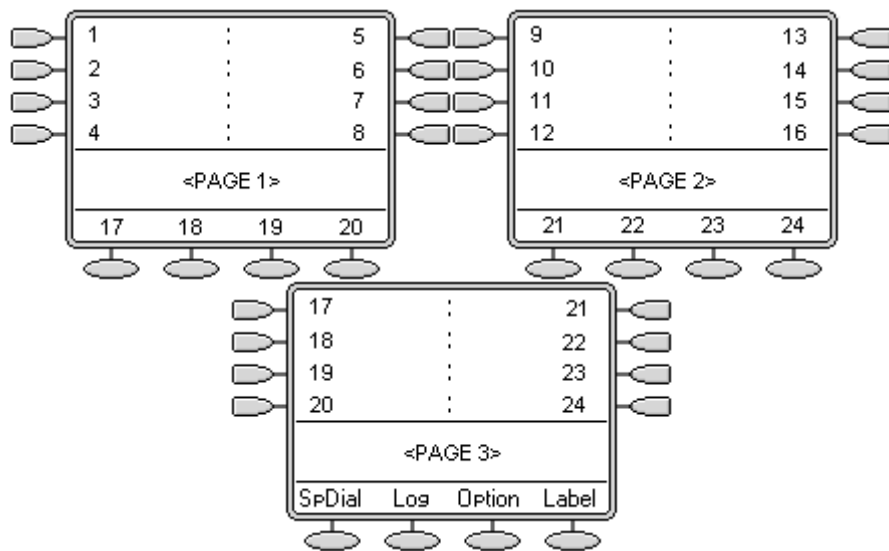 1 : 5
2 : 6
3 : 7
4 : 8
<PAGE 1>
17 18 19 20
9 : 13
10 : 14
11 : 15
12 : 16
<PAGE 2>
21 22 23 24
17 : 21
18 : 22
19 : 23
20 : 24
<PAGE 3>
SpDial Log Option Label